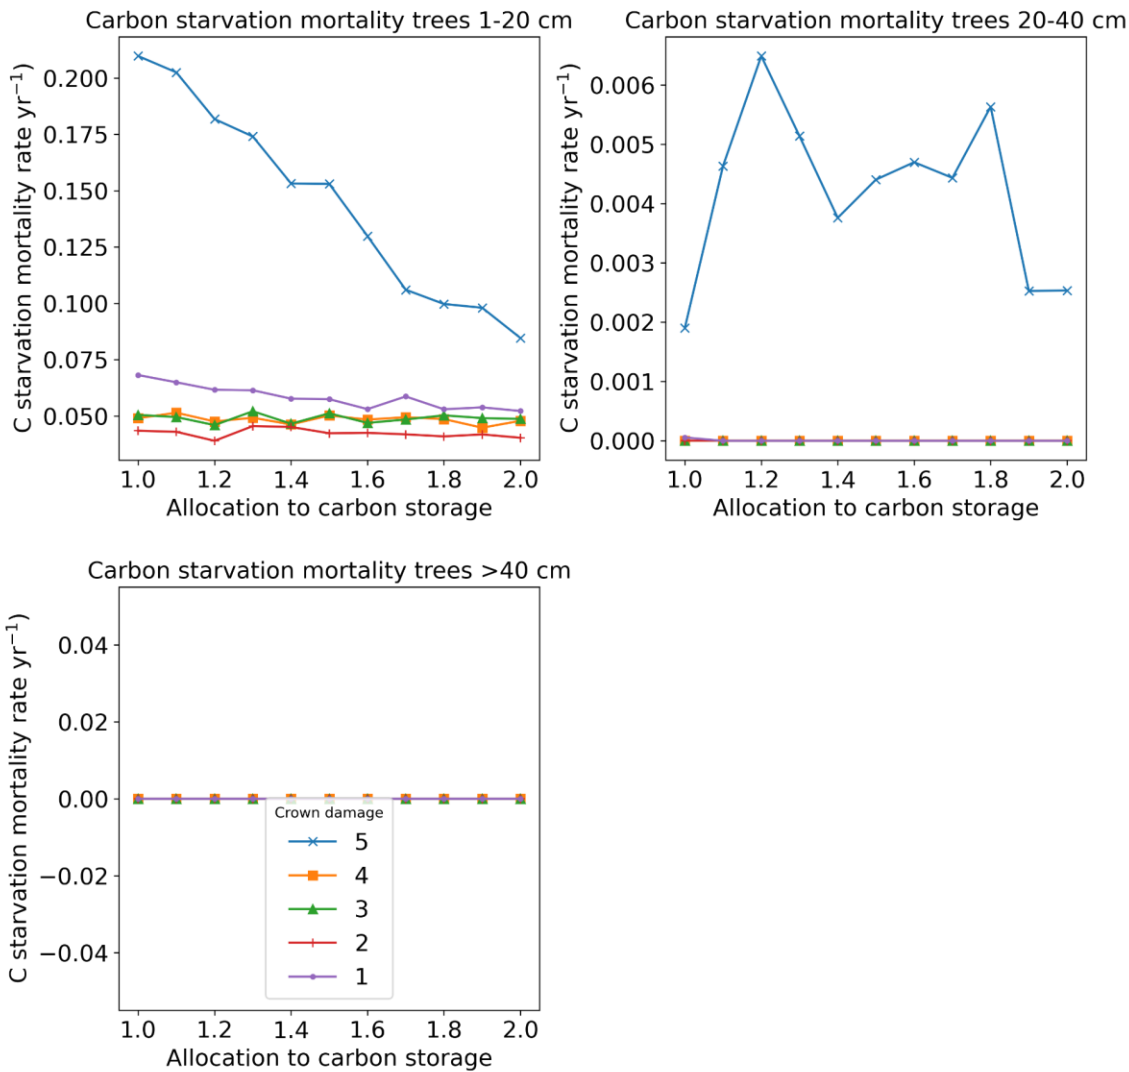 Carbon starvation mortality trees 1-20 cm
C starvation mortality rate yr⁻¹)
0.200
0.175
0.150
0.125
0.100
0.075
0.050
1.0 1.2 1.4 1.6 1.8 2.0
Allocation to carbon storage
Carbon starvation mortality trees 20-40 cm
C starvation mortality rate yr⁻¹)
0.006
0.005
0.004
0.003
0.002
0.001
0.000
1.0 1.2 1.4 1.6 1.8 2.0
Allocation to carbon storage
Carbon starvation mortality trees >40 cm
C starvation mortality rate yr⁻¹)
0.04
0.02
0.00
−0.02
−0.04
Crown damage
5
4
3
2
1
1.0 1.2 1.4 1.6 1.8 2.0
Allocation to carbon storage